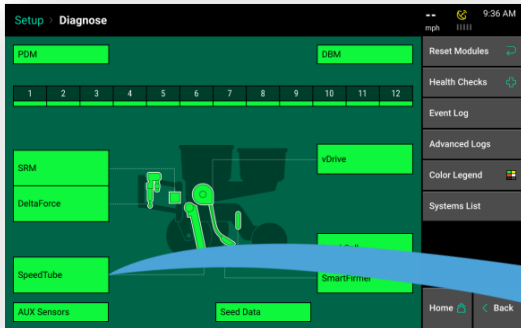 Setup > Diagnose
-- mph
9:36 AM
PDM
DBM
Reset Modules
Health Checks
1 2 3 4 5 6 7 8 9 10 11 12
Event Log
Advanced Logs
vDrive
SRM
Color Legend
DeltaForce
Systems List
SpeedTube
SmartFirmer
AUX Sensors
Seed Data
Home
< Back